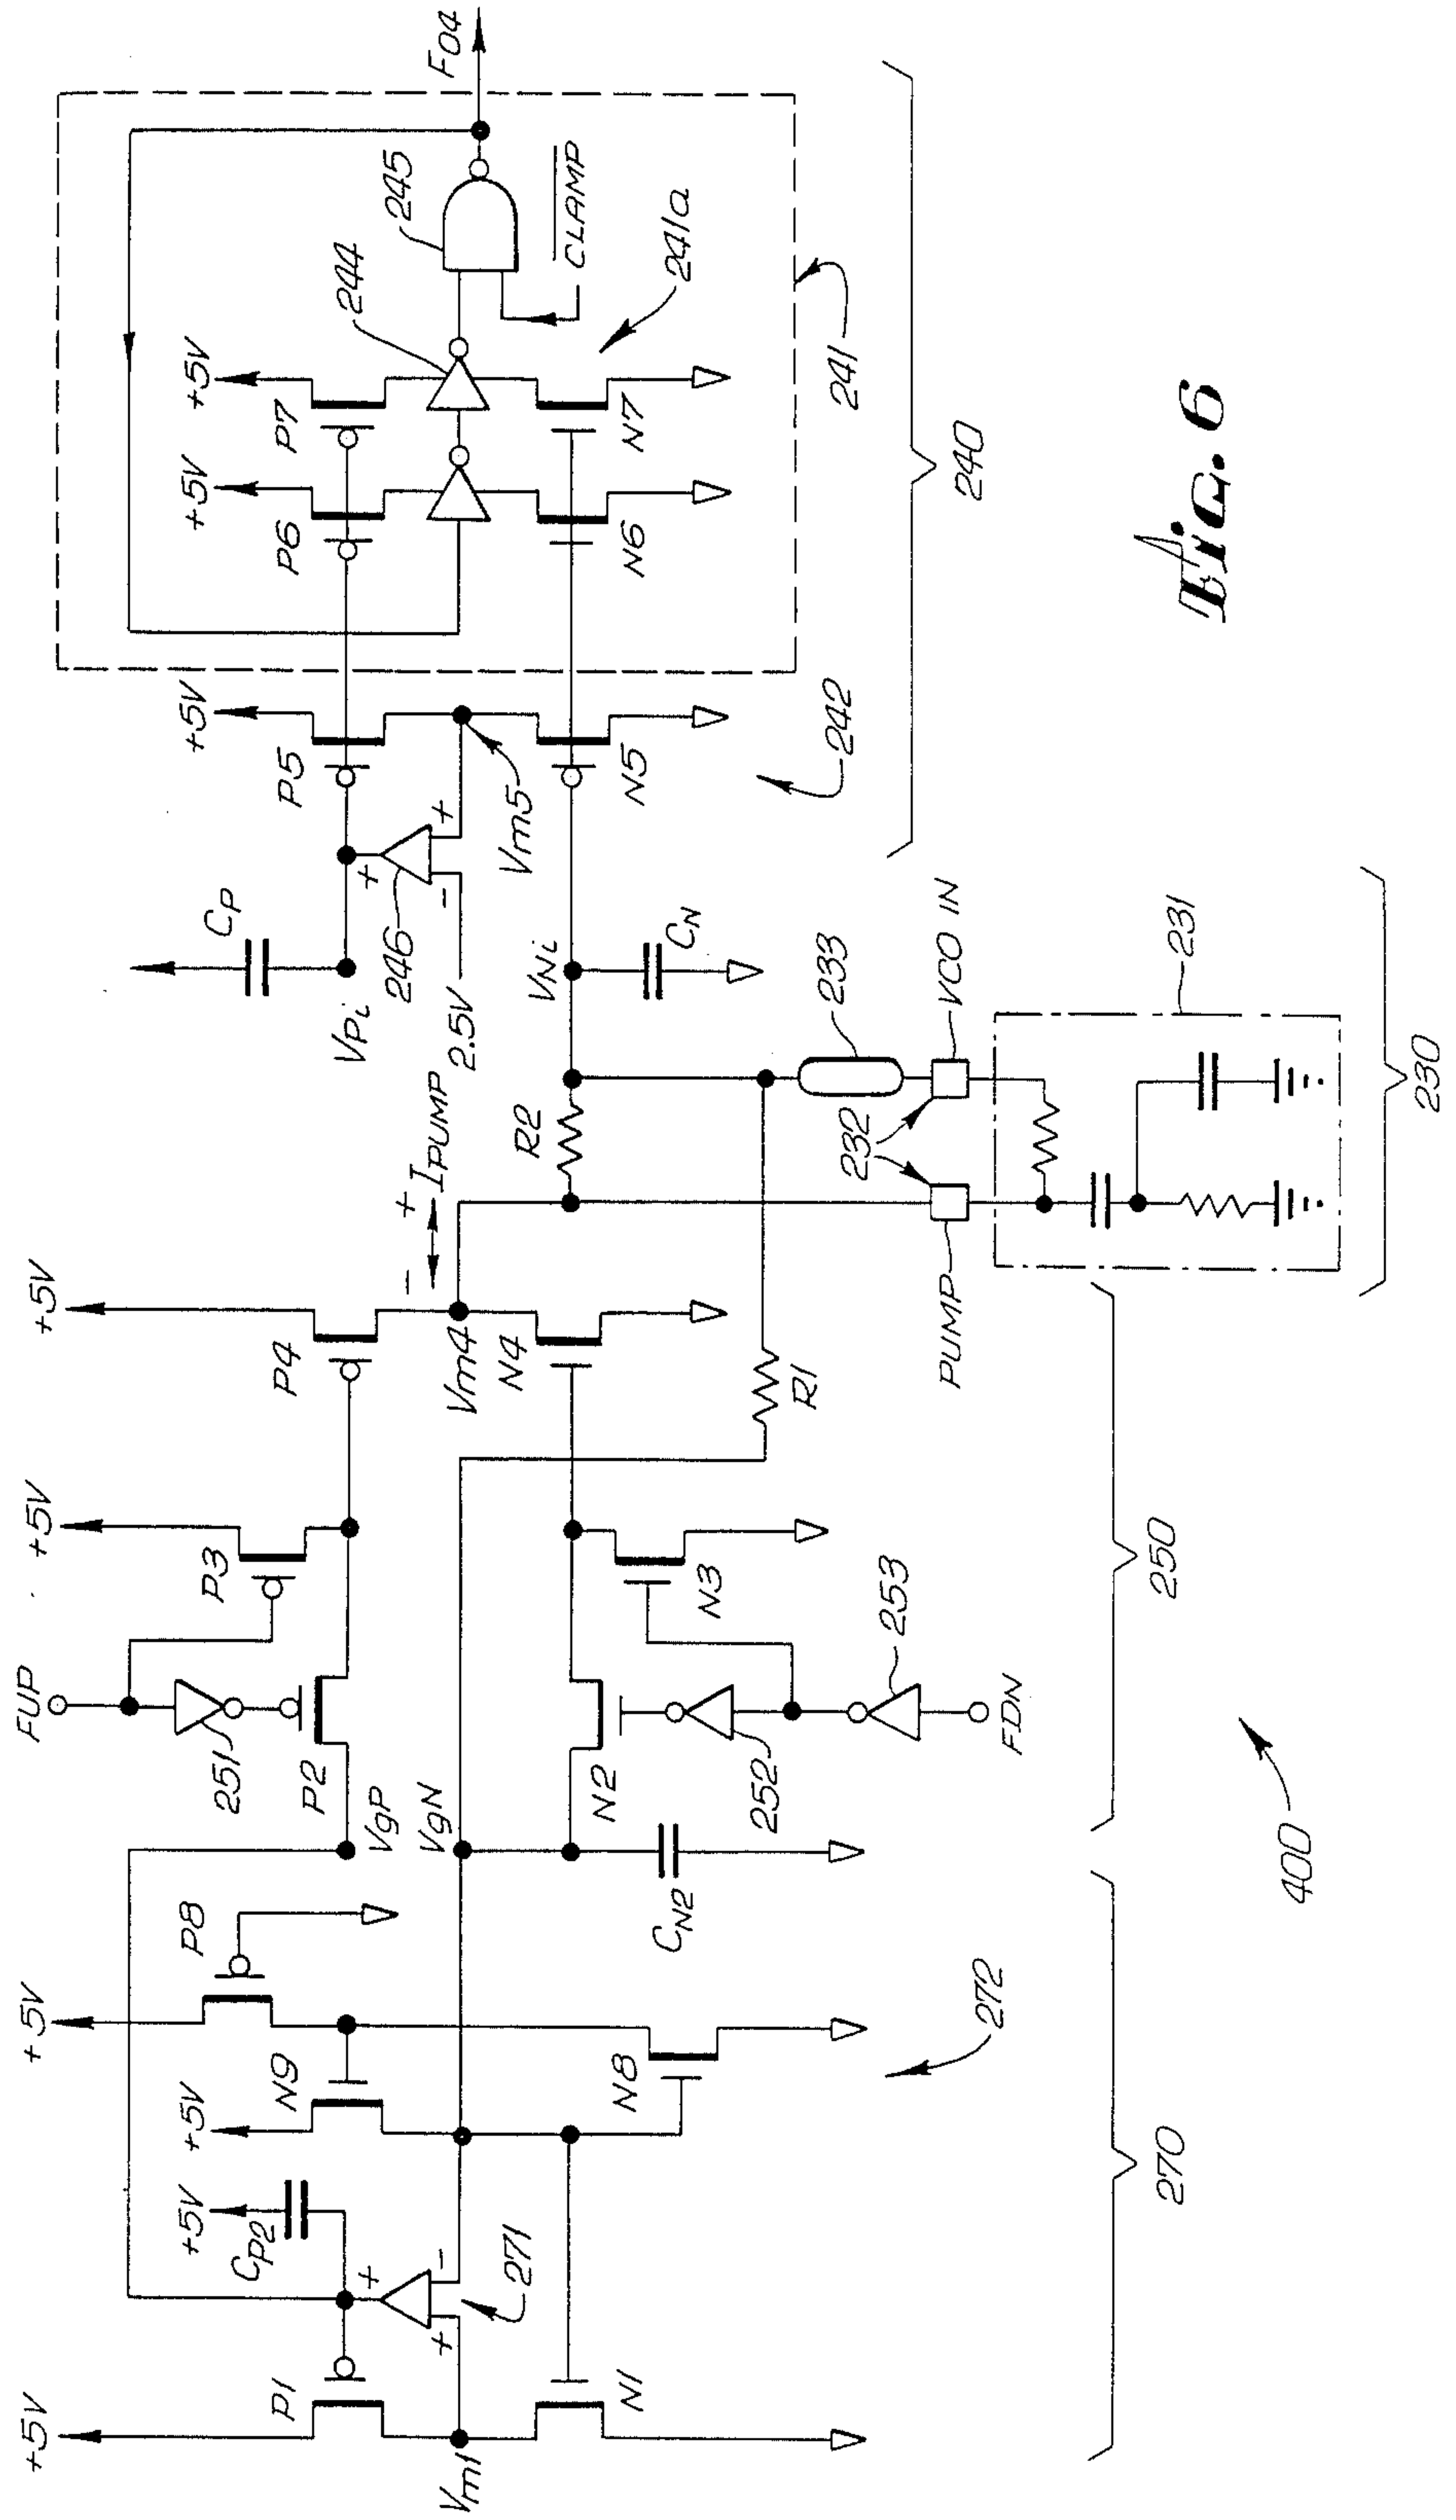 +5V
P1
Vm1
N1
+
-
+
271
+5V
CP2
+5V
N9
+5V
P8
N8
272
270
VgP
VgN
CN2
FUP
251
P2
N2
252
253
FDN
+5V
P3
N3
250
400
+5V
P4
Vm4
N4
R1
- +
IPUMP
R2
PUMP
232
VCO IN
233
231
230
VPi
CP
2.5V
246
+
-
+
VNi
CN
Vm5
+5V
P5
N5
242
+5V
P6
N6
+5V
P7
N7
244
245
CLAMP
241a
241
240
FO4
Fig. 6